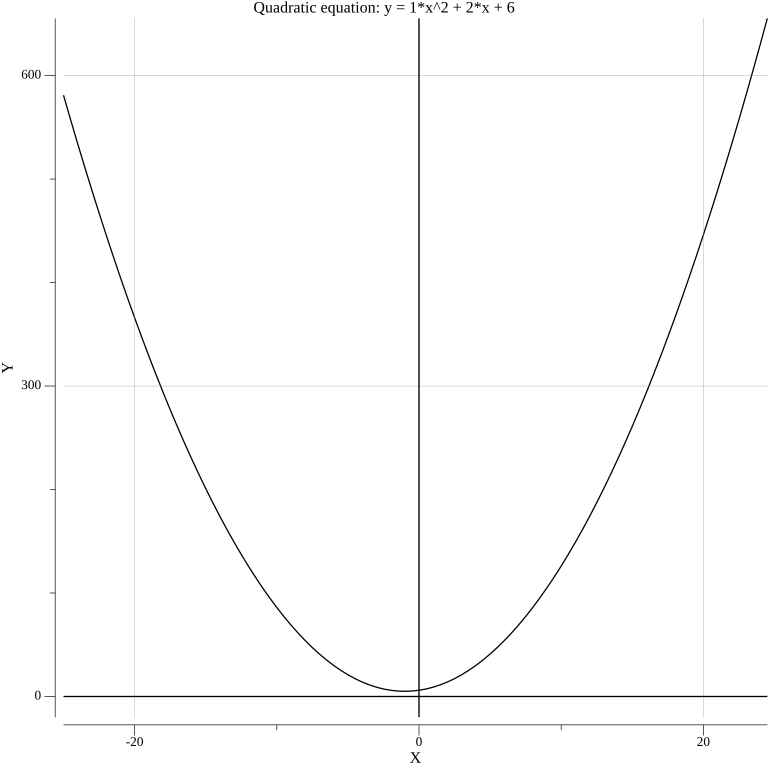 Quadratic equation: y = 1*x^2 + 2*x + 6
600
300
0
Y
-20 0 20
X